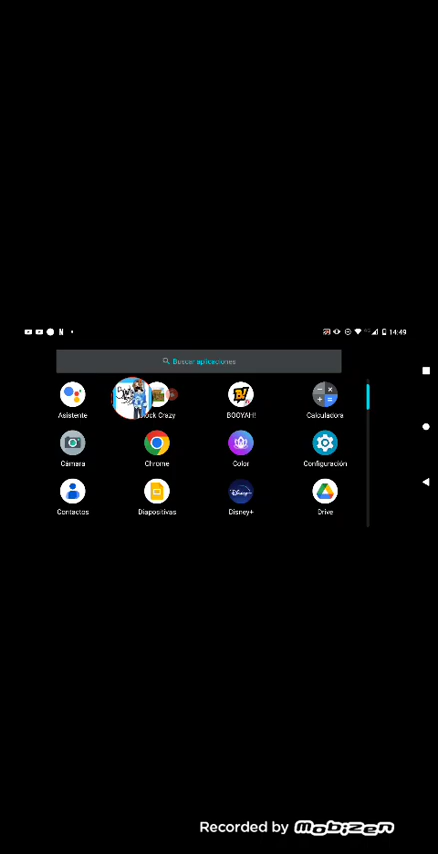 14:49
Buscar aplicaciones
Asistente
Block Crazy
BOOYAH!
Calculadora
Cámara
Chrome
Color
Configuración
Contactos
Diapositivas
Disney+
Drive
Recorded by mobizen